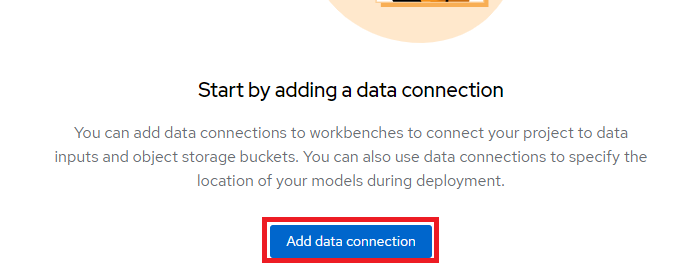 Start by adding a data connection
You can add data connections to workbenches to connect your project to data
inputs and object storage buckets. You can also use data connections to specify the
location of your models during deployment.
Add data connection